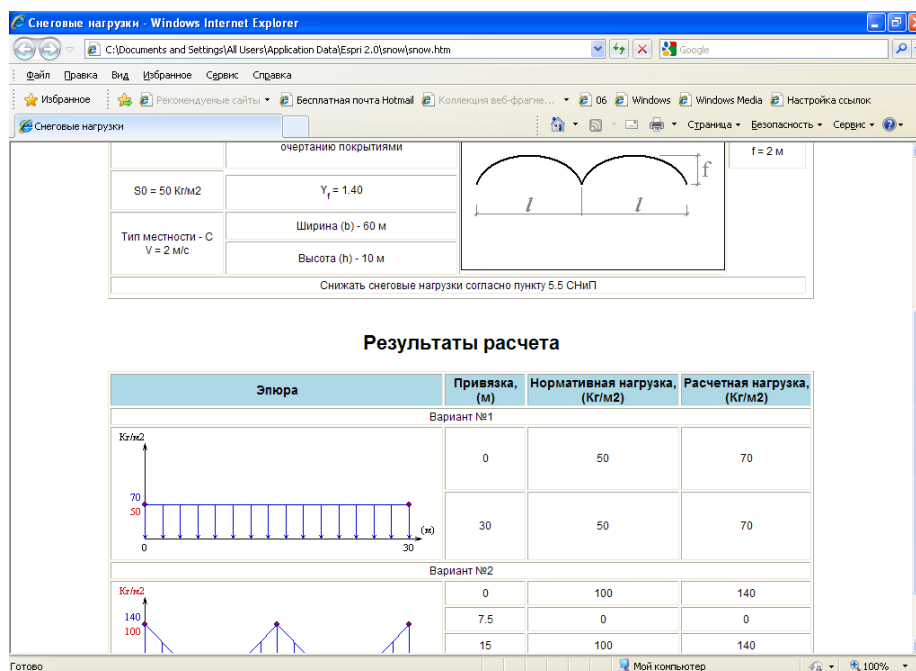 Снеговые нагрузки - Windows Internet Explorer
C:\Documents and Settings\All Users\Application Data\Espri 2.0\snow\snow.htm
Google
Файл Правка Вид Избранное Сервис Справка
Избранное Рекомендуемые сайты Бесплатная почта Hotmail Коллекция веб-фрагме... 06 Windows Windows Media Настройка ссылок
Снеговые нагрузки
Страница Безопасность Сервис
очертанию покрытиями
f = 2 м
f
S0 = 50 Кг/м2
Yf = 1.40
l l
Тип местности - С
V = 2 м/с
Ширина (b) - 60 м
Высота (h) - 10 м
Снижать снеговые нагрузки согласно пункту 5.5 СНиП
Результаты расчета
Эпюра
Привязка, (м)
Нормативная нагрузка, (Кг/м2)
Расчетная нагрузка, (Кг/м2)
Вариант №1
Кг/м2
70
50
(м)
0 30
0 50 70
30 50 70
Вариант №2
Кг/м2
140
100
0 100 140
7.5 0 0
15 100 140
Готово
Мой компьютер
100%